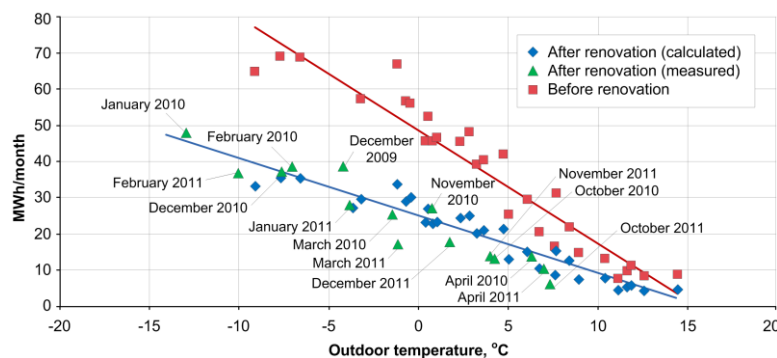 80
70
60
50
40
30
20
10
0
MWh/month
After renovation (calculated)
After renovation (measured)
Before renovation
January 2010
February 2010
December
2009
February 2011
December 2010
January 2011
November
2010
March 2010
March 2011
December 2011
November 2011
October 2010
October 2011
April 2010
April 2011
-20
-15
-10
-5
0
5
10
15
20
Outdoor temperature, °C